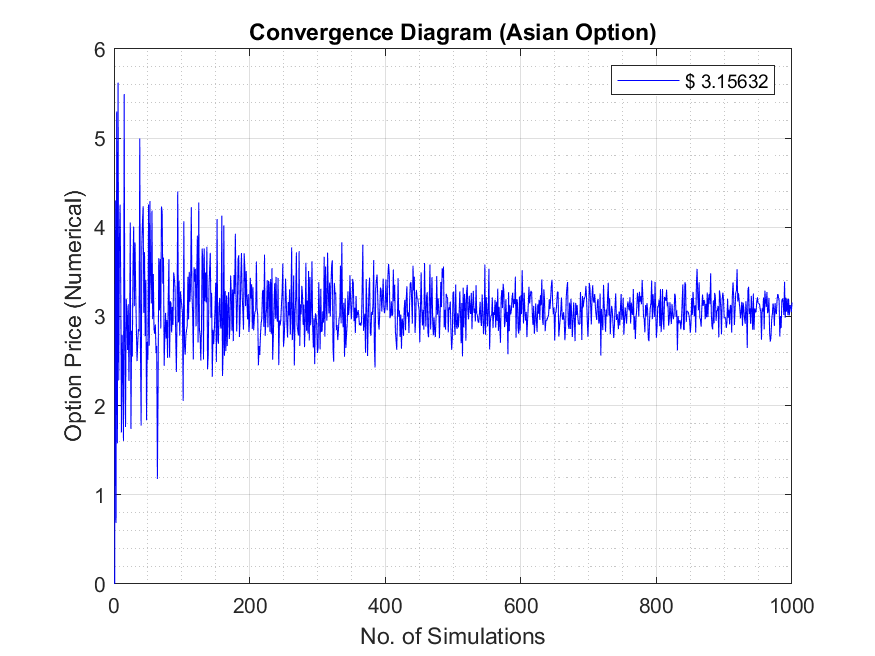 Convergence Diagram (Asian Option)
$ 3.15632
6
5
4
3
2
1
0
Option Price (Numerical)
0 200 400 600 800 1000
No. of Simulations